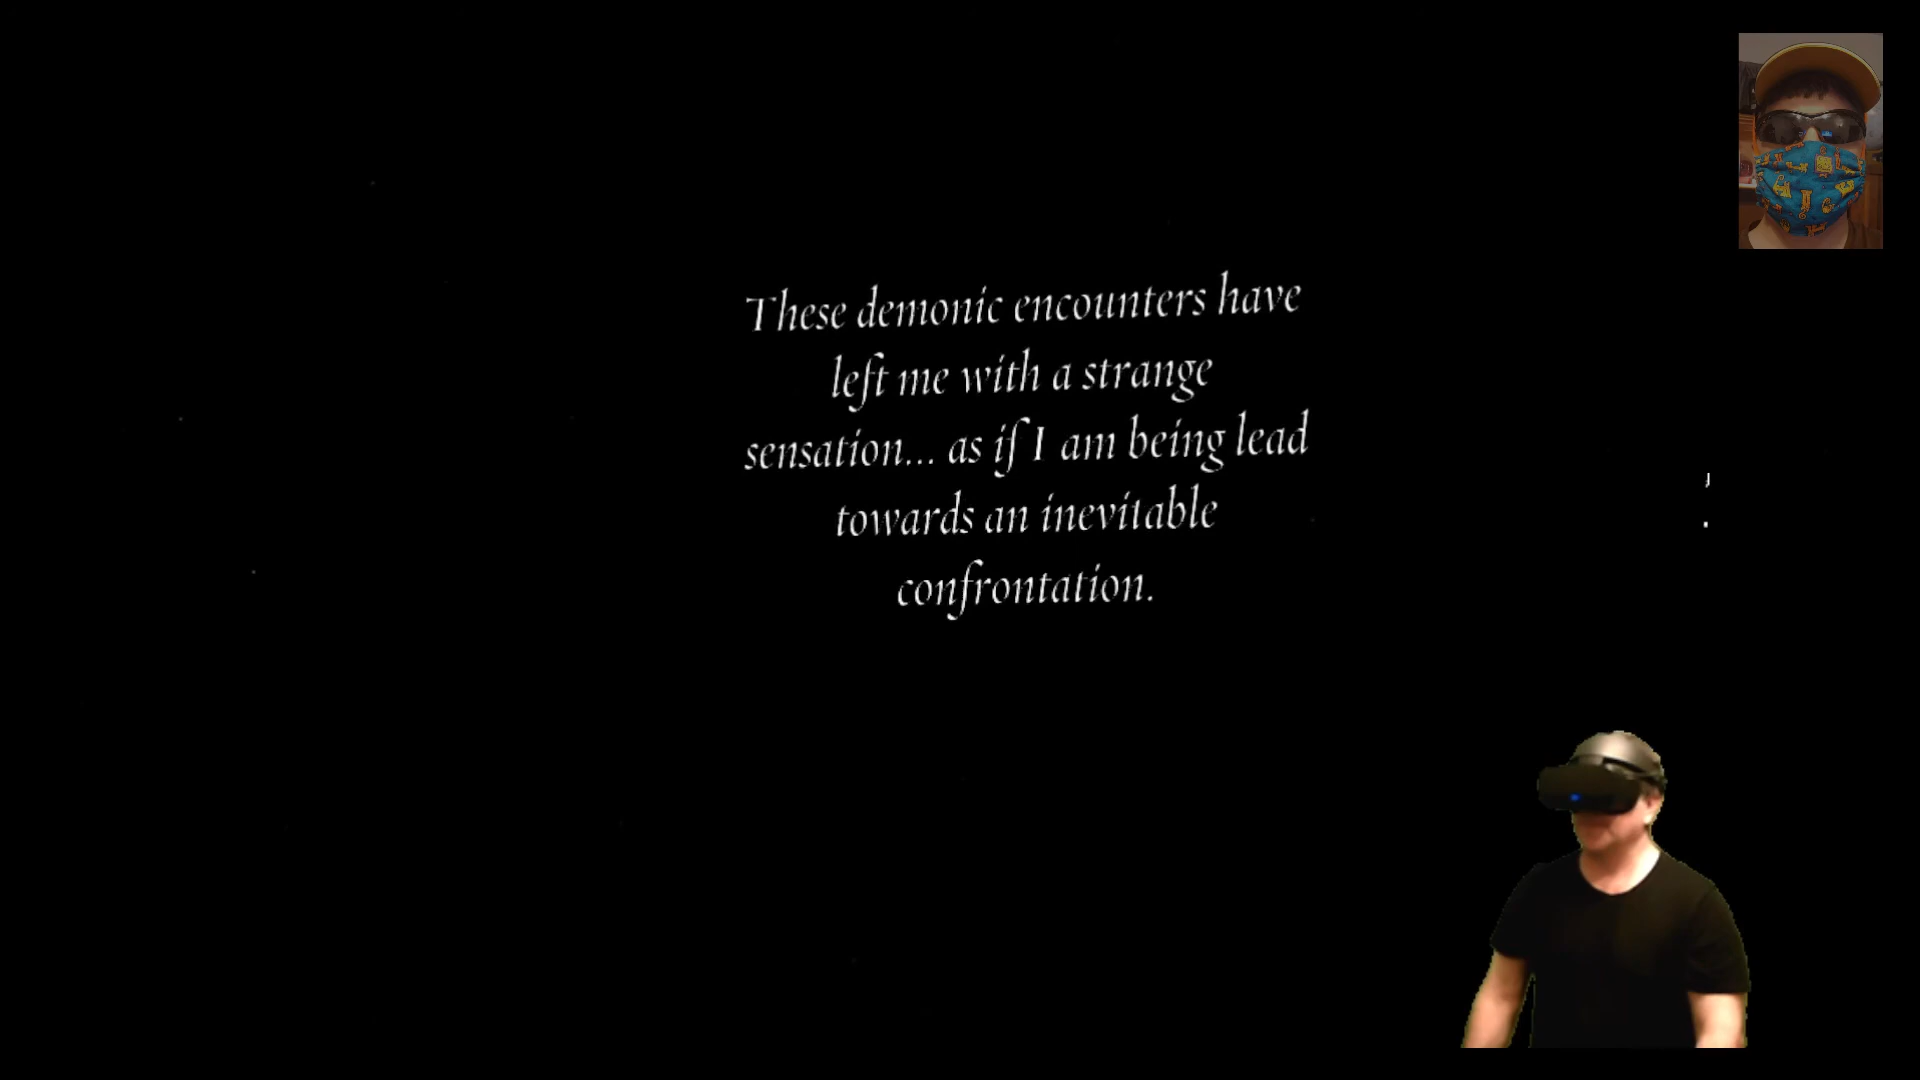 These demonic encounters have
left me with a strange
sensation... as if I am being lead
towards an inevitable
confrontation.